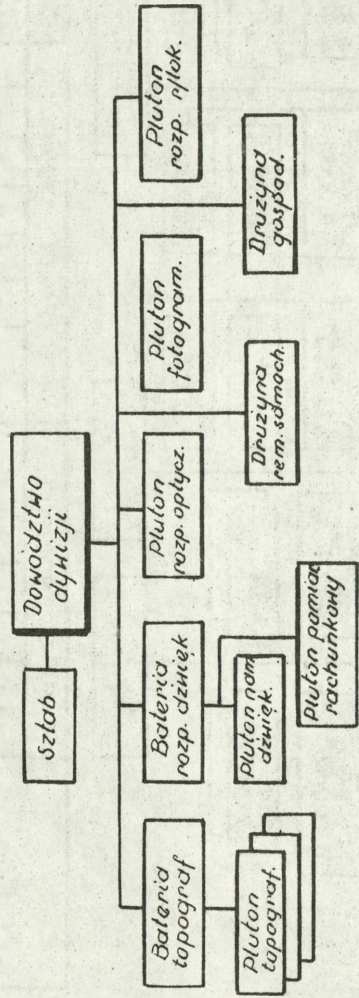 Dowództwo
dywizji
Sztab
Bateria
topograf
Bateria
rozp. dźwięk
Pluton
rozp. optycz.
Pluton
fotogram.
Pluton
rozp. r/lok.
Pluton
topograf.
Pluton nam
dźwięk.
Pluton pomiar
rachunkowy
Drużyna
rem. samoch.
Drużyna
gospod.